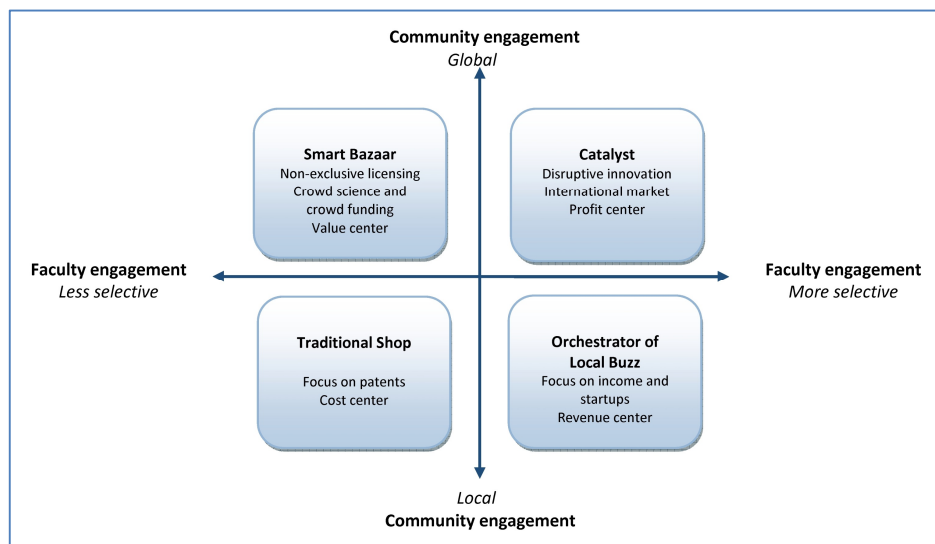 Community engagement
Global
Smart Bazaar
Non-exclusive licensing
Crowd science and
crowd funding
Value center
Catalyst
Disruptive innovation
International market
Profit center
Faculty engagement
Less selective
Faculty engagement
More selective
Traditional Shop
Focus on patents
Cost center
Orchestrator of
Local Buzz
Focus on income and
startups
Revenue center
Local
Community engagement